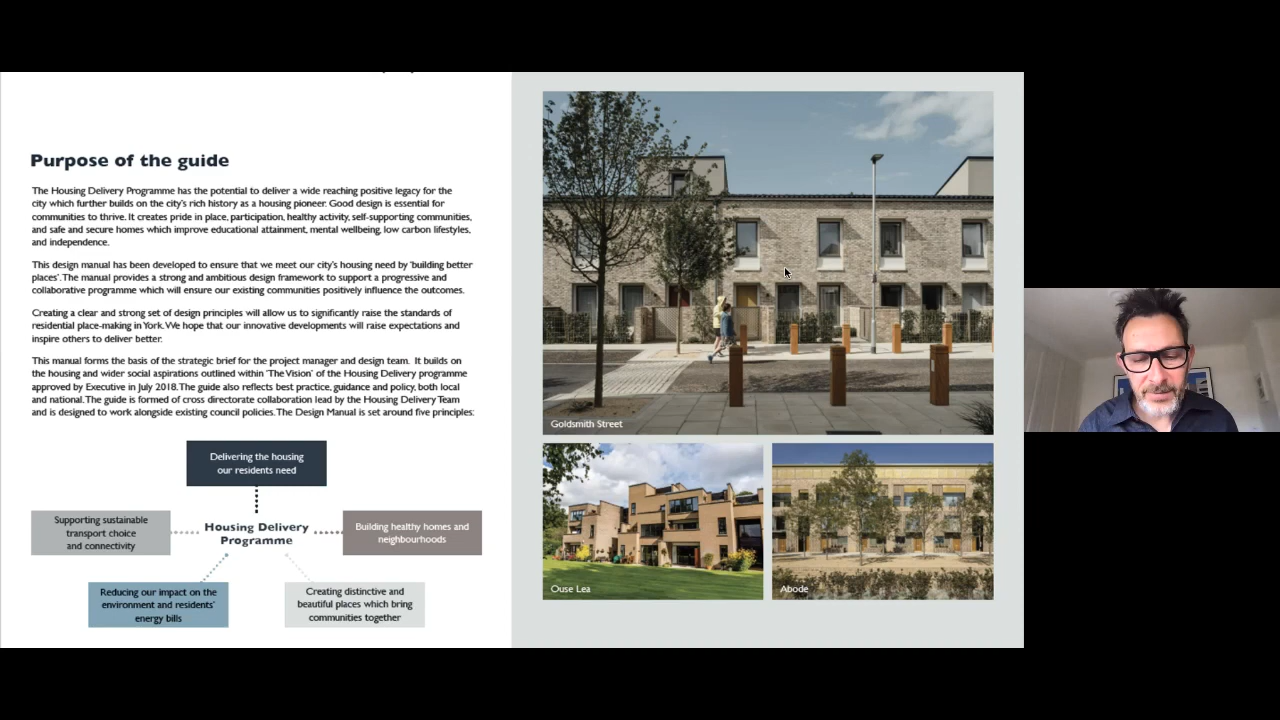 Purpose of the guide
The Housing Delivery Programme has the potential to deliver a wide reaching positive legacy for the
city which further builds on the city's rich history as a housing pioneer. Good design is essential for
communities to thrive. It creates pride in place, participation, healthy activity, self-supporting communities,
and safe and secure homes which improve educational attainment, mental wellbeing, low carbon lifestyles,
and independence.
This design manual has been developed to ensure that we meet our city's housing need by 'building better
places'. The manual provides a strong and ambitious design framework to support a progressive and
collaborative programme which will ensure our existing communities positively influence the outcomes.
Creating a clear and strong set of design principles will allow us to significantly raise the standards of
residential place-making in York. We hope that our innovative developments will raise expectations and
inspire others to deliver better.
This manual forms the basis of the strategic brief for the project manager and design team. It builds on
the housing and wider social aspirations outlined within 'The Vision' of the Housing Delivery programme
approved by Executive in July 2018. The guide also reflects best practice, guidance and policy, both local
and national. The guide is formed of cross directorate collaboration lead by the Housing Delivery Team
and is designed to work alongside existing council policies. The Design Manual is set around five principles:
Delivering the housing
our residents need
Supporting sustainable
transport choice
and connectivity
Housing Delivery
Programme
Building healthy homes and
neighbourhoods
Reducing our impact on the
environment and residents'
energy bills
Creating distinctive and
beautiful places which bring
communities together
Goldsmith Street
Ouse Lea
Abode